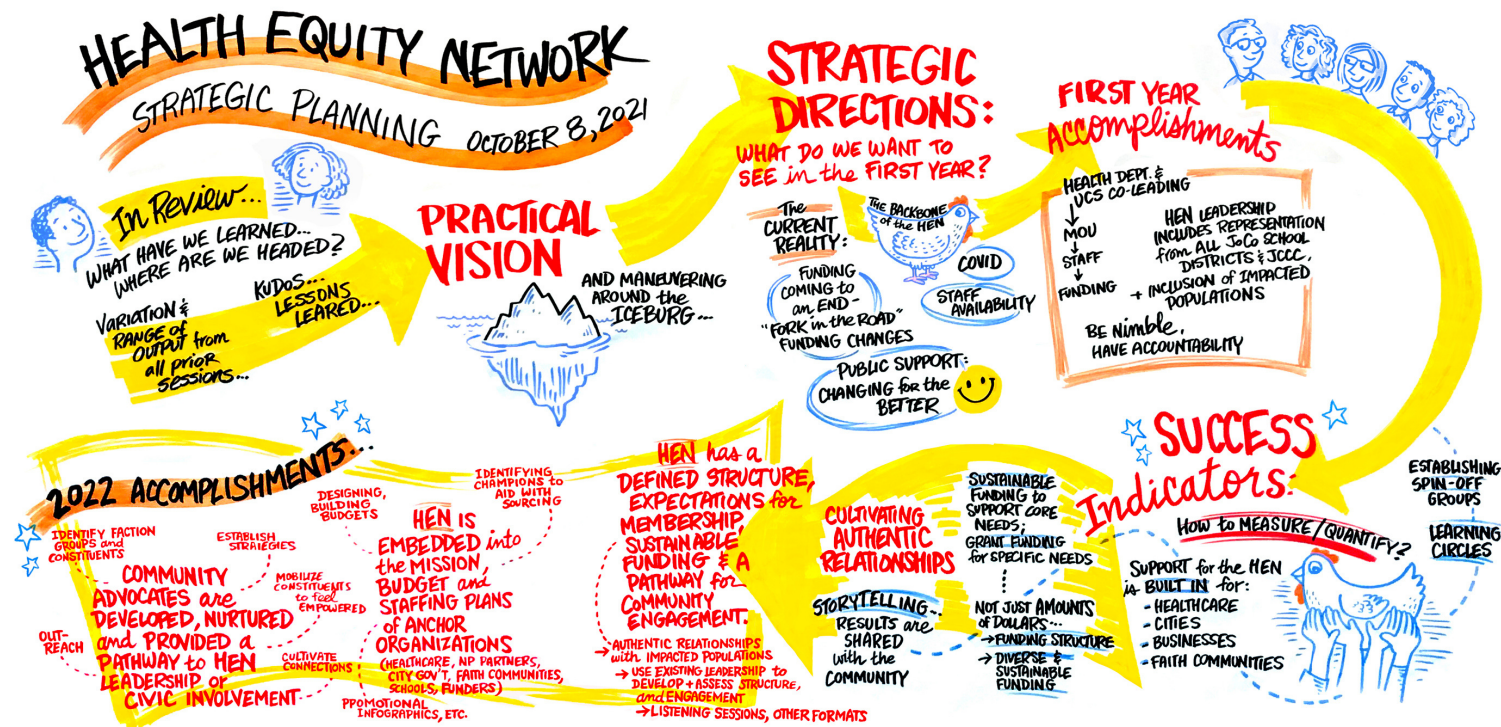 HEALTH EQUITY NETWORK
STRATEGIC PLANNING OCTOBER 8, 2021
In Review...
WHAT HAVE WE LEARNED...
WHERE ARE WE HEADED?
VARIATION &
RANGE of
OUTPUT from
all prior
sessions...
KUDOS...
LESSONS
LEARED...
PRACTICAL
VISION
AND MANEUVERING
AROUND the
ICEBURG...
STRATEGIC
DIRECTIONS:
WHAT DO WE WANT TO
SEE in the FIRST YEAR?
The
CURRENT
REALITY:
THE BACKBONE
of the HEN
COVID
FUNDING
COMING to
an END -
"FORK in the ROAD"
FUNDING CHANGES
STAFF
AVAILABILITY
PUBLIC SUPPORT:
CHANGING for the
BETTER
FIRST YEAR
Accomplishments
HEALTH DEPT. &
UCS CO-LEADING
MOU
STAFF
FUNDING
HEN LEADERSHIP
INCLUDES REPRESENTATION
from ALL JoCo SCHOOL
DISTRICTS & JCCC,
+ INCLUSION of IMPACTED
POPULATIONS
BE Nimble,
HAVE ACCOUNTABILITY
SUCCESS
Indicators:
HOW to MEASURE/QUANTIFY?
SUPPORT for the HEN
is BUILT IN for:
- HEALTHCARE
- CITIES
- BUSINESSES
- FAITH COMMUNITIES
ESTABLISHING
SPIN-OFF
GROUPS
LEARNING
CIRCLES
SUSTAINABLE
FUNDING to
SUPPORT CORE
NEEDS;
GRANT FUNDING
for SPECIFIC NEEDS
NOT JUST AMOUNTS
of DOLLARS...
→ FUNDING STRUCTURE
→ DIVERSE &
SUSTAINABLE
FUNDING
CULTIVATING
AUTHENTIC
RELATIONSHIPS
STORYTELLING...
RESULTS are
SHARED
with the
COMMUNITY
2022 ACCOMPLISHMENTS...
HEN has a
DEFINED STRUCTURE,
EXPECTATIONS for
MEMBERSHIP,
SUSTAINABLE
FUNDING & A
PATHWAY for
COMMUNITY
ENGAGEMENT.
→ AUTHENTIC RELATIONSHIPS
with IMPACTED POPULATIONS
→ USE EXISTING LEADERSHIP to
DEVELOP + ASSESS STRUCTURE,
and ENGAGEMENT
→ LISTENING SESSIONS, OTHER FORMATS
IDENTIFYING
CHAMPIONS to
AID WITH
SOURCING
DESIGNING,
BUILDING
BUDGETS
HEN IS
EMBEDDED into
the MISSION,
BUDGET and
STAFFING PLANS
of ANCHOR
ORGANIZATIONS
(HEALTHCARE, NP PARTNERS,
CITY GOV'T, FAITH COMMUNITIES,
SCHOOLS, FUNDERS)
PPOMOTIONAL
INFOGRAPHICS, ETC.
IDENTIFY FACTION
GROUPS and
CONSTITUENTS
ESTABLISH
STRAIEGIES
MOBILIZE
CONSTITUENTS
to feel
EMPOWERED
COMMUNITY
ADVOCATES are
DEVELOPED, NURTURED
and PROVIDED a
PATHWAY to HEN
LEADERSHIP or
CIVIC INVOLVEMENT
OUT-
REACH
CULTIVATE
CONNECTIONS